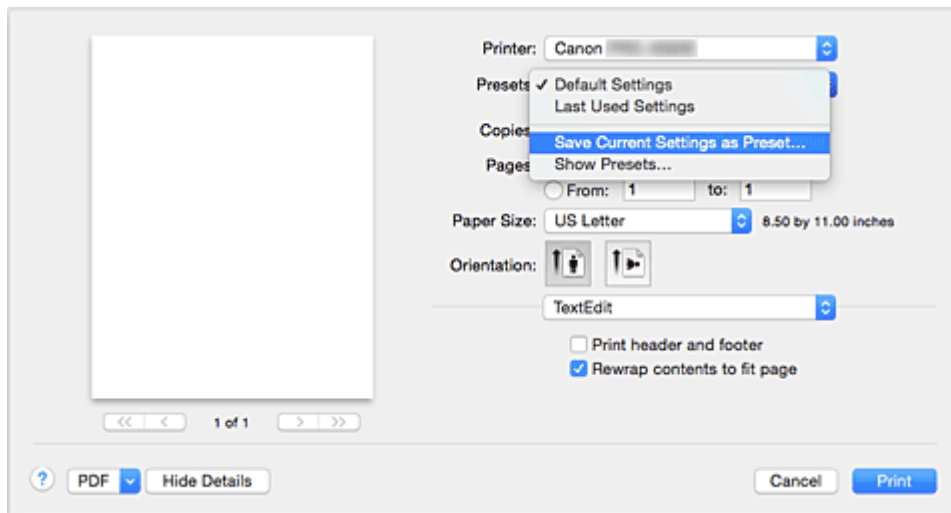 Printer: Canon
Presets ✓ Default Settings
Last Used Settings
Copies
Save Current Settings as Preset...
Pages Show Presets...
From: 1 to: 1
Paper Size: US Letter 8.50 by 11.00 inches
Orientation:
TextEdit
Print header and footer
Rewrap contents to fit page
<< < 1 of 1 > >>
? PDF Hide Details Cancel Print